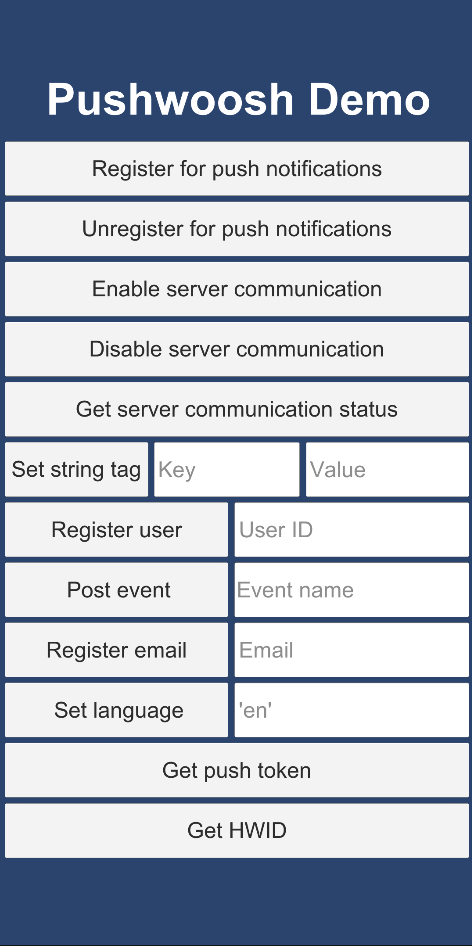 Pushwoosh Demo
Register for push notifications
Unregister for push notifications
Enable server communication
Disable server communication
Get server communication status
Set string tag Key Value
Register user User ID
Post event Event name
Register email Email
Set language 'en'
Get push token
Get HWID